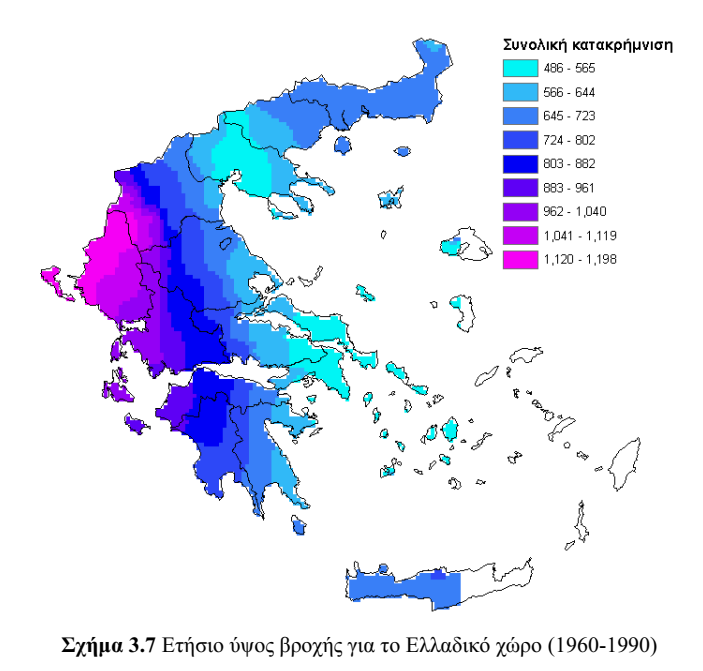 Συνολική κατακρήμνιση
486 - 565
566 - 644
645 - 723
724 - 802
803 - 882
883 - 961
962 - 1,040
1,041 - 1,119
1,120 - 1,198
Σχήμα 3.7 Ετήσιο ύψος βροχής για το Ελλαδικό χώρο (1960-1990)